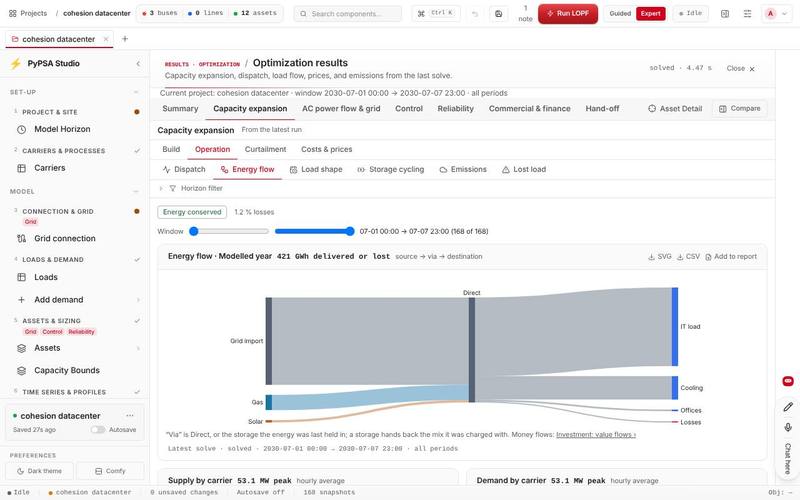 Projects / cohesion datacenter 3 buses 0 lines 12 assets Search components... Ctrl K 1 note Run LOPF Guided Expert Idle A
cohesion datacenter × +
PyPSA Studio
SET-UP
1 PROJECT & SITE
Model Horizon
2 CARRIERS & PROCESSES
Carriers
MODEL
3 CONNECTION & GRID
Grid
Grid connection
4 LOADS & DEMAND
Loads
Add demand
5 ASSETS & SIZING
Grid Control Reliability
Assets
Capacity Bounds
6 TIME SERIES & PROFILES
cohesion datacenter ...
Saved 27s ago Autosave
PREFERENCES
Dark theme Comfy
RESULTS · OPTIMIZATION / Optimization results
Capacity expansion, dispatch, load flow, prices, and emissions from the last solve.
solved · 4.47 s Close ×
Current project: cohesion datacenter · window 2030-07-01 00:00 → 2030-07-07 23:00 · all periods
Summary Capacity expansion AC power flow & grid Control Reliability Commercial & finance Hand-off Asset Detail Compare
Capacity expansion From the latest run
Build Operation Curtailment Costs & prices
Dispatch Energy flow Load shape Storage cycling Emissions Lost load
Horizon filter
Energy conserved 1.2 % losses
Window 07-01 00:00 → 07-07 23:00 (168 of 168)
Energy flow · Modelled year 421 GWh delivered or lost source → via → destination SVG CSV Add to report
Direct
Grid import
Gas
Solar
IT load
Cooling
Offices
Losses
"Via" is Direct, or the storage the energy was last held in; a storage hands back the mix it was charged with. Money flows: Investment: value flows ›
Latest solve · solved · 2030-07-01 00:00 → 2030-07-07 23:00 · all periods
Supply by carrier 53.1 MW peak hourly average
Demand by carrier 53.1 MW peak hourly average
Chat here
Idle cohesion datacenter 0 unsaved changes Autosave off 168 snapshots Obj: —